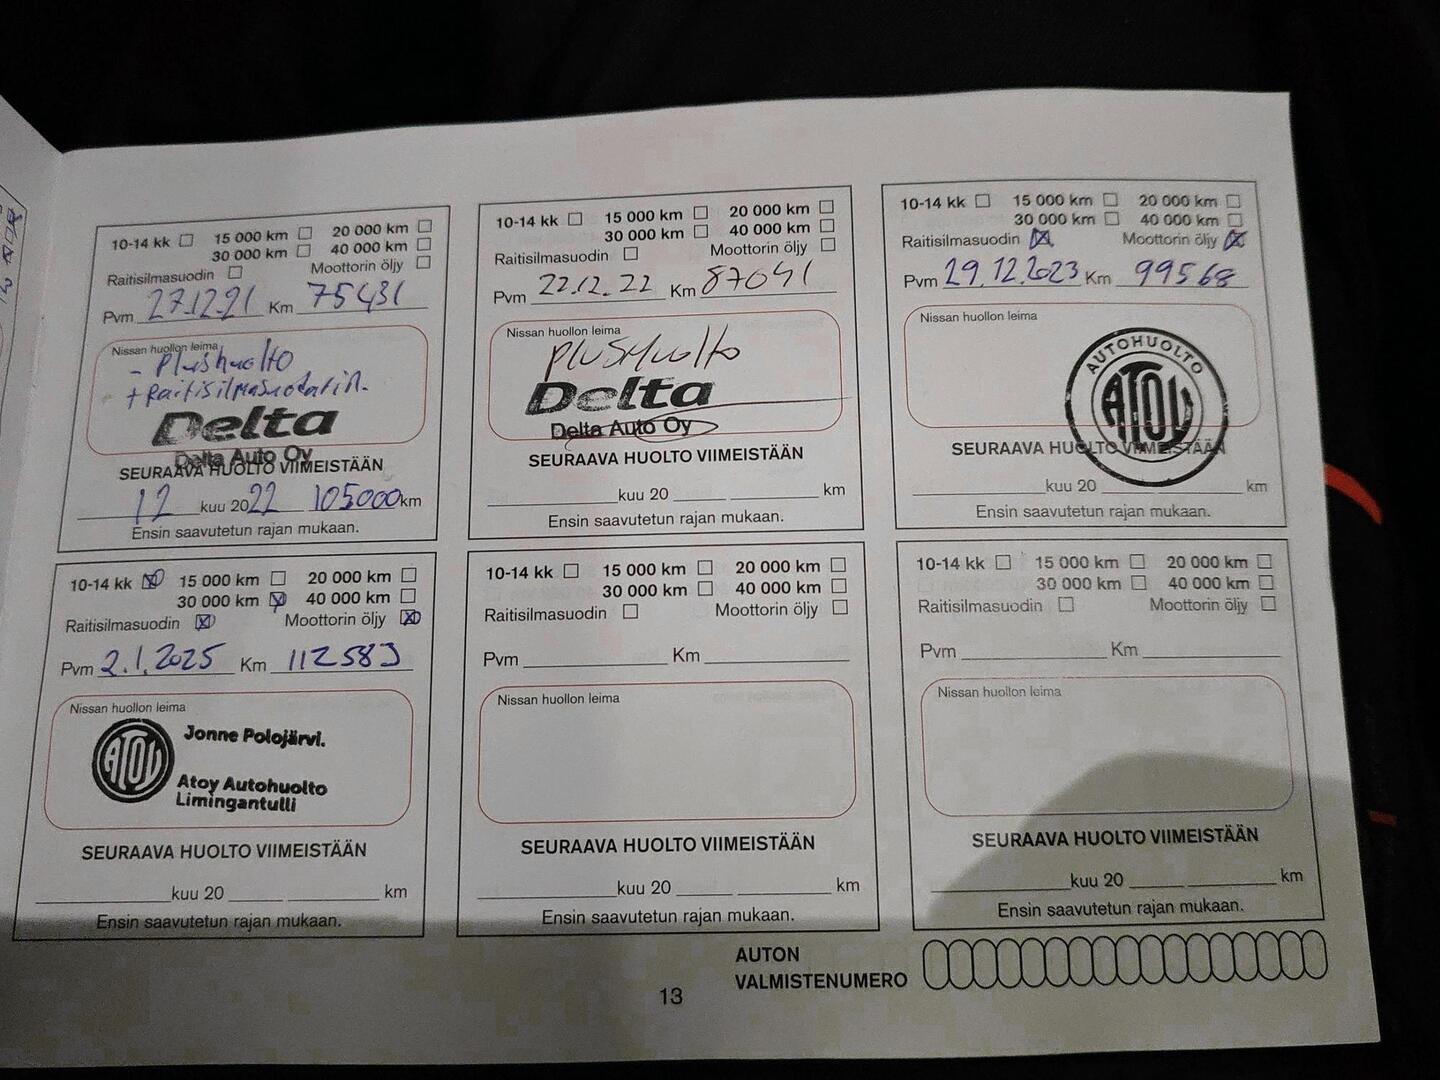 10-14 kk 15 000 km 20 000 km
30 000 km 40 000 km
Raitisilmasuodin Moottorin öljy
Pvm 27.12.21 Km 75431
Nissan huollon leima
- Plushuolto
+ Raitisilmasuodatin.
Delta
Delta Auto Oy
SEURAAVA HUOLTO VIIMEISTÄÄN
12 kuu 2022 105000 km
Ensin saavutetun rajan mukaan.
10-14 kk 15 000 km 20 000 km
30 000 km 40 000 km
Raitisilmasuodin Moottorin öljy
Pvm 22.12.22 Km 87041
Nissan huollon leima
Plushuolto
Delta
Delta Auto Oy
SEURAAVA HUOLTO VIIMEISTÄÄN
kuu 20 km
Ensin saavutetun rajan mukaan.
10-14 kk 15 000 km 20 000 km
30 000 km 40 000 km
Raitisilmasuodin Moottorin öljy
Pvm 29.12.2023 Km 99568
Nissan huollon leima
AUTOHUOLTO
ATOY
SEURAAVA HUOLTO VIIMEISTÄÄN
kuu 20 km
Ensin saavutetun rajan mukaan.
10-14 kk 15 000 km 20 000 km
30 000 km 40 000 km
Raitisilmasuodin Moottorin öljy
Pvm 2.1.2025 Km 112583
Nissan huollon leima
ATOY
Jonne Polojärvi.
Atoy Autohuolto
Limingantulli
SEURAAVA HUOLTO VIIMEISTÄÄN
kuu 20 km
Ensin saavutetun rajan mukaan.
10-14 kk 15 000 km 20 000 km
30 000 km 40 000 km
Raitisilmasuodin Moottorin öljy
Pvm Km
Nissan huollon leima
SEURAAVA HUOLTO VIIMEISTÄÄN
kuu 20 km
Ensin saavutetun rajan mukaan.
10-14 kk 15 000 km 20 000 km
30 000 km 40 000 km
Raitisilmasuodin Moottorin öljy
Pvm Km
Nissan huollon leima
SEURAAVA HUOLTO VIIMEISTÄÄN
kuu 20 km
Ensin saavutetun rajan mukaan.
AUTON
VALMISTENUMERO
13